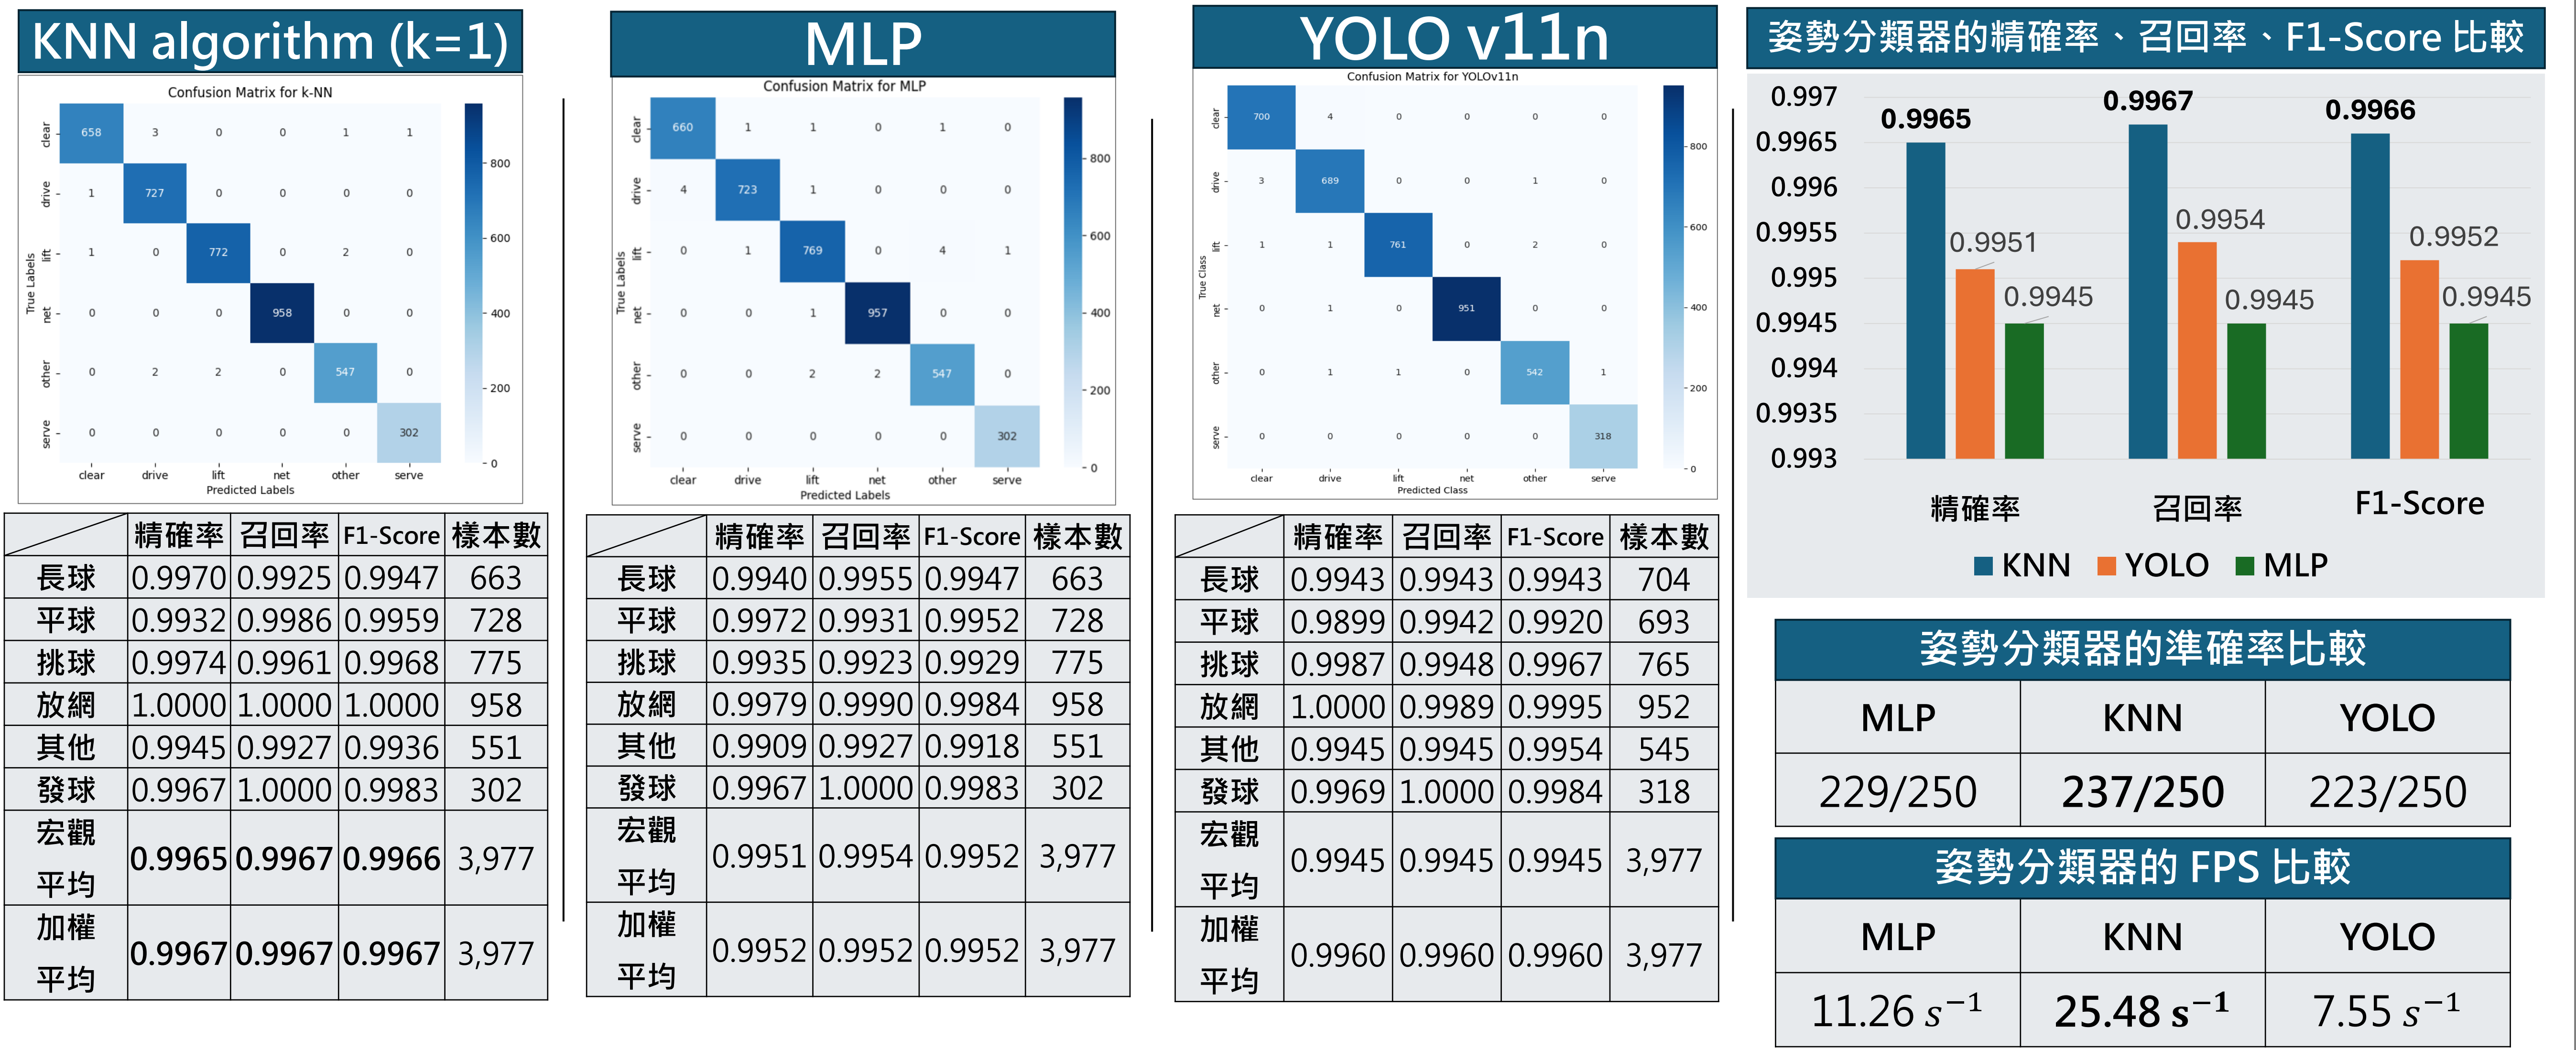 KNN algorithm (k=1)
Confusion Matrix for k-NN
True Labels
clear 658 3 0 0 1 1
drive 1 727 0 0 0 0
lift 1 0 772 0 2 0
net 0 0 0 958 0 0
other 0 2 2 0 547 0
serve 0 0 0 0 0 302
clear drive lift net other serve
Predicted Labels
800
600
400
200
0
精確率 召回率 F1-Score 樣本數
長球 0.9970 0.9925 0.9947 663
平球 0.9932 0.9986 0.9959 728
挑球 0.9974 0.9961 0.9968 775
放網 1.0000 1.0000 1.0000 958
其他 0.9945 0.9927 0.9936 551
發球 0.9967 1.0000 0.9983 302
宏觀
平均 0.9965 0.9967 0.9966 3,977
加權
平均 0.9967 0.9967 0.9967 3,977
MLP
Confusion Matrix for MLP
True Labels
clear 660 1 1 0 1 0
drive 4 723 1 0 0 0
lift 0 1 769 0 4 1
net 0 0 1 957 0 0
other 0 0 2 2 547 0
serve 0 0 0 0 0 302
clear drive lift net other serve
Predicted Labels
800
600
400
200
0
精確率 召回率 F1-Score 樣本數
長球 0.9940 0.9955 0.9947 663
平球 0.9972 0.9931 0.9952 728
挑球 0.9935 0.9923 0.9929 775
放網 0.9979 0.9990 0.9984 958
其他 0.9909 0.9927 0.9918 551
發球 0.9967 1.0000 0.9983 302
宏觀
平均 0.9951 0.9954 0.9952 3,977
加權
平均 0.9952 0.9952 0.9952 3,977
YOLO v11n
Confusion Matrix for YOLOv11n
True Class
clear 700 4 0 0 0 0
drive 3 689 0 0 1 0
lift 1 1 761 0 2 0
net 0 1 0 951 0 0
other 0 1 1 0 542 1
serve 0 0 0 0 0 318
clear drive lift net other serve
Predicted Class
800
600
400
200
0
精確率 召回率 F1-Score 樣本數
長球 0.9943 0.9943 0.9943 704
平球 0.9899 0.9942 0.9920 693
挑球 0.9987 0.9948 0.9967 765
放網 1.0000 0.9989 0.9995 952
其他 0.9945 0.9945 0.9954 545
發球 0.9969 1.0000 0.9984 318
宏觀
平均 0.9945 0.9945 0.9945 3,977
加權
平均 0.9960 0.9960 0.9960 3,977
姿勢分類器的精確率、召回率、F1-Score 比較
0.997
0.9965
0.996
0.9955
0.995
0.9945
0.994
0.9935
0.993
0.9965 0.9951 0.9945
0.9967 0.9954 0.9945
0.9966 0.9952 0.9945
精確率 召回率 F1-Score
KNN YOLO MLP
姿勢分類器的準確率比較
MLP KNN YOLO
229/250 237/250 223/250
姿勢分類器的 FPS 比較
MLP KNN YOLO
11.26 s⁻¹ 25.48 s⁻¹ 7.55 s⁻¹